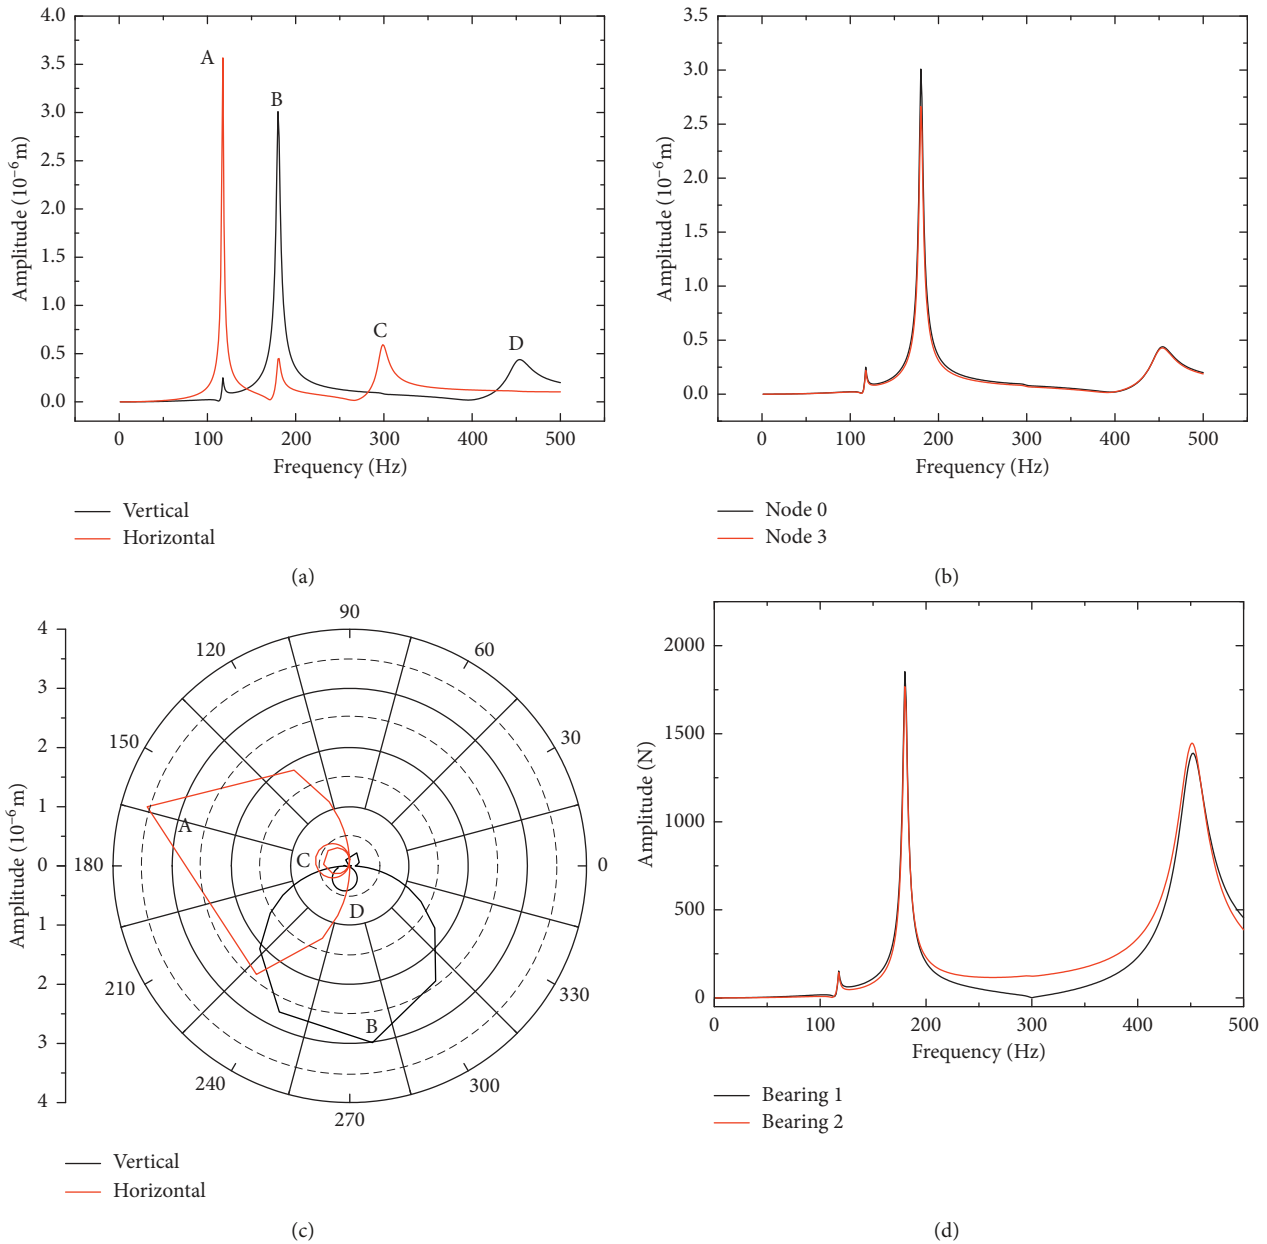 4.0
3.5
3.0
2.5
2.0
1.5
1.0
0.5
0.0
Amplitude (10⁻⁶m)
A
B
C
D
0 100 200 300 400 500
Frequency (Hz)
Vertical
Horizontal
(a)
3.5
3.0
2.5
2.0
1.5
1.0
0.5
0.0
Amplitude (10⁻⁶m)
0 100 200 300 400 500
Frequency (Hz)
Node 0
Node 3
(b)
4
3
2
1
0
1
2
3
4
Amplitude (10⁻⁶m)
90
120 60
150 30
180 0
210 330
240 300
270
A
C
D
B
Vertical
Horizontal
(c)
2000
1500
1000
500
0
Amplitude (N)
0 100 200 300 400 500
Frequency (Hz)
Bearing 1
Bearing 2
(d)